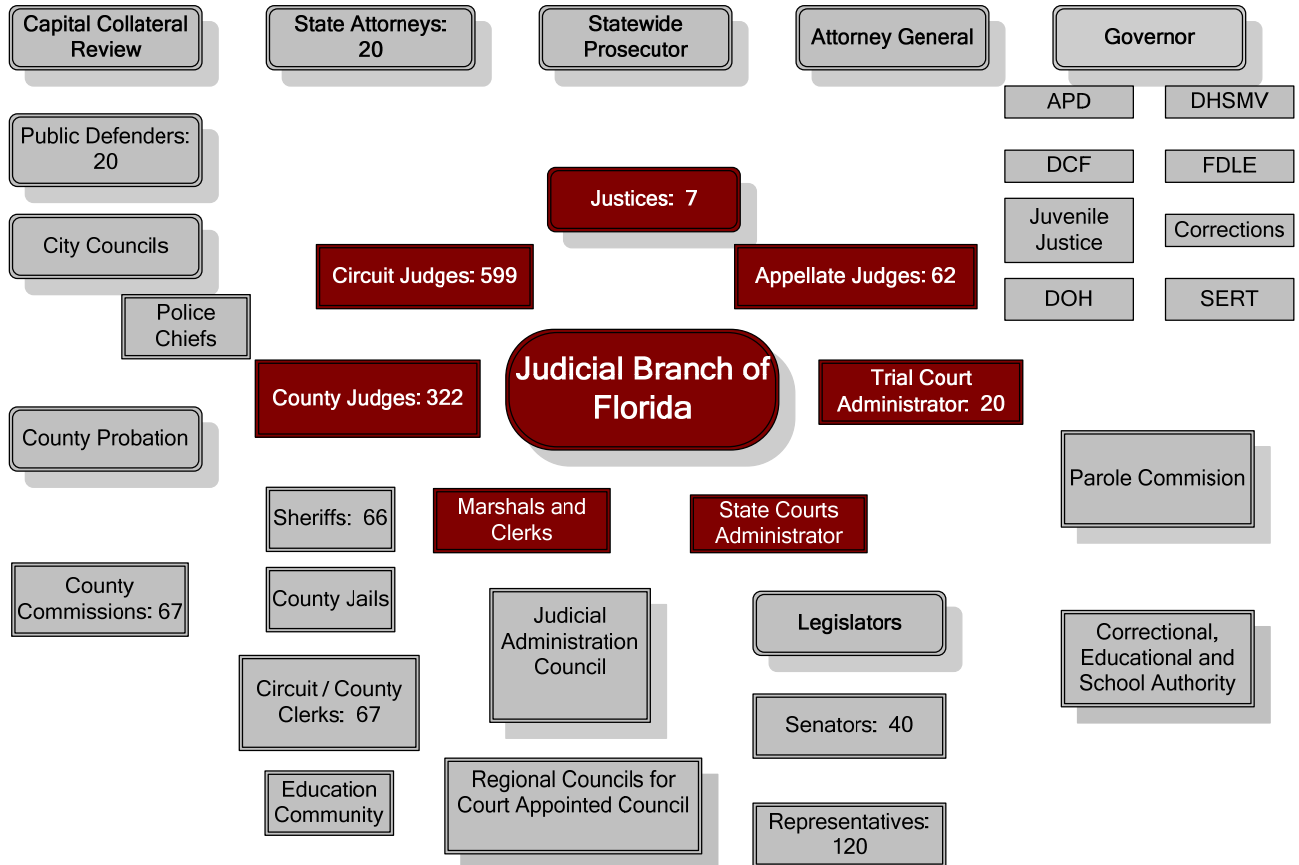 Capital Collateral
Review
State Attorneys:
20
Statewide
Prosecutor
Attorney General
Governor
APD
DHSMV
Public Defenders:
20
DCF
FDLE
Justices: 7
Juvenile
Justice
Corrections
City Councils
Circuit Judges: 599
Appellate Judges: 62
DOH
SERT
Police
Chiefs
Judicial Branch of
Florida
County Judges: 322
Trial Court
Administrator: 20
County Probation
Parole Commision
Sheriffs: 66
Marshals and
Clerks
State Courts
Administrator
County
Commissions: 67
County Jails
Judicial
Administration
Council
Legislators
Correctional,
Educational and
School Authority
Circuit / County
Clerks: 67
Senators: 40
Education
Community
Regional Councils for
Court Appointed Council
Representatives:
120